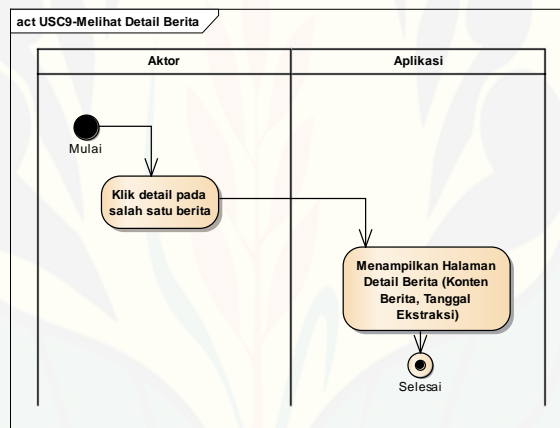 act USC9-Melihat Detail Berita
Aktor
Aplikasi
Mulai
Klik detail pada
salah satu berita
Menampilkan Halaman
Detail Berita (Konten
Berita, Tanggal
Ekstraksi)
Selesai